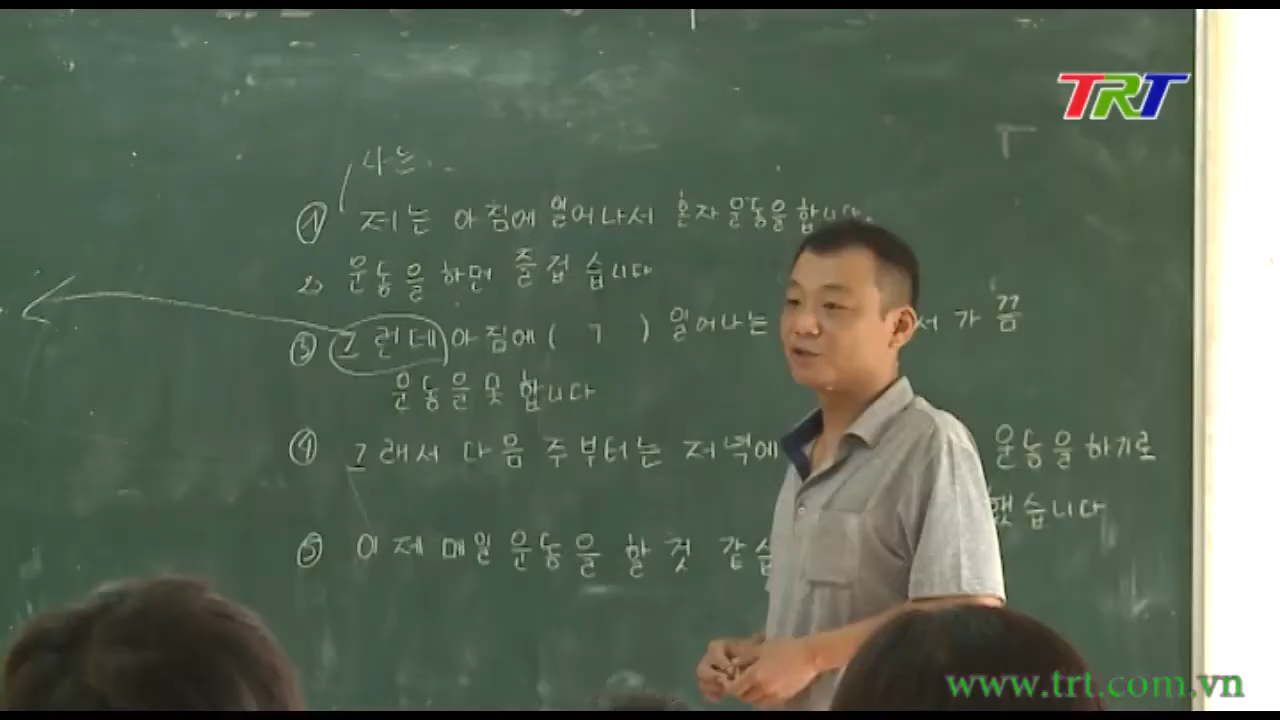 TRT
나는...
① 저는 아침에 일어나서 혼자 운동을 합니다.
2 운동을 하면 즐겁습니다
③ 그런데 아침에 ( ㄱ ) 일어나는 서 가끔
운동을 못 합니다
④ 그래서 다음 주부터는 저녁에 운동을 하기로
했습니다
⑤ 이제 매일 운동을 할 것 같습
www.trt.com.vn